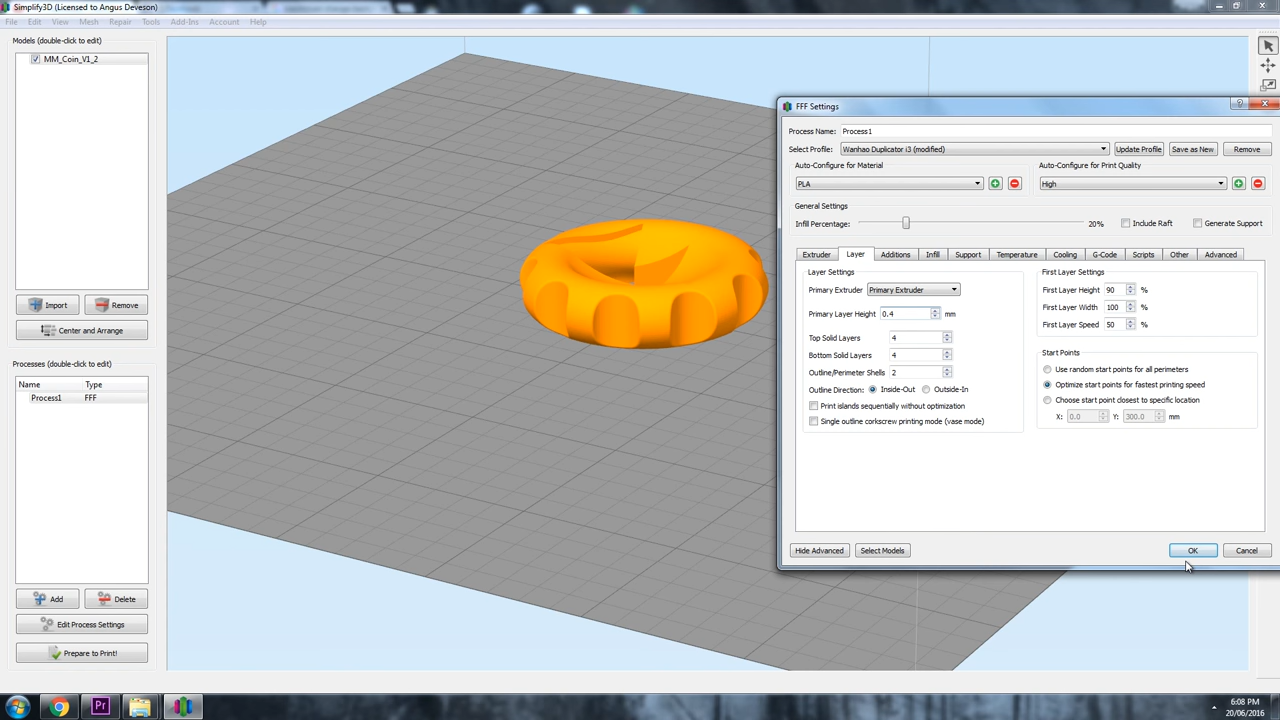 Simplify3D (Licensed to Angus Deveson)
File Edit View Mesh Repair Tools Add-Ins Account Help
Models (double-click to edit)
MM_Coin_V1_2
Import Remove
Center and Arrange
Processes (double-click to edit)
Name Type
Process1 FFF
Add Delete
Edit Process Settings
Prepare to Print!
FFF Settings
Process Name: Process1
Select Profile: Wanhao Duplicator i3 (modified) Update Profile Save as New Remove
Auto-Configure for Material Auto-Configure for Print Quality
PLA High
General Settings
Infill Percentage: 20% Include Raft Generate Support
Extruder Layer Additions Infill Support Temperature Cooling G-Code Scripts Other Advanced
Layer Settings
Primary Extruder Primary Extruder
Primary Layer Height 0.4 mm
Top Solid Layers 4
Bottom Solid Layers 4
Outline/Perimeter Shells 2
Outline Direction: Inside-Out Outside-In
Print islands sequentially without optimization
Single outline corkscrew printing mode (vase mode)
First Layer Settings
First Layer Height 90 %
First Layer Width 100 %
First Layer Speed 50 %
Start Points
Use random start points for all perimeters
Optimize start points for fastest printing speed
Choose start point closest to specific location
X: 0.0 Y: 300.0 mm
Hide Advanced Select Models OK Cancel
Pr
6:08 PM
20/06/2016